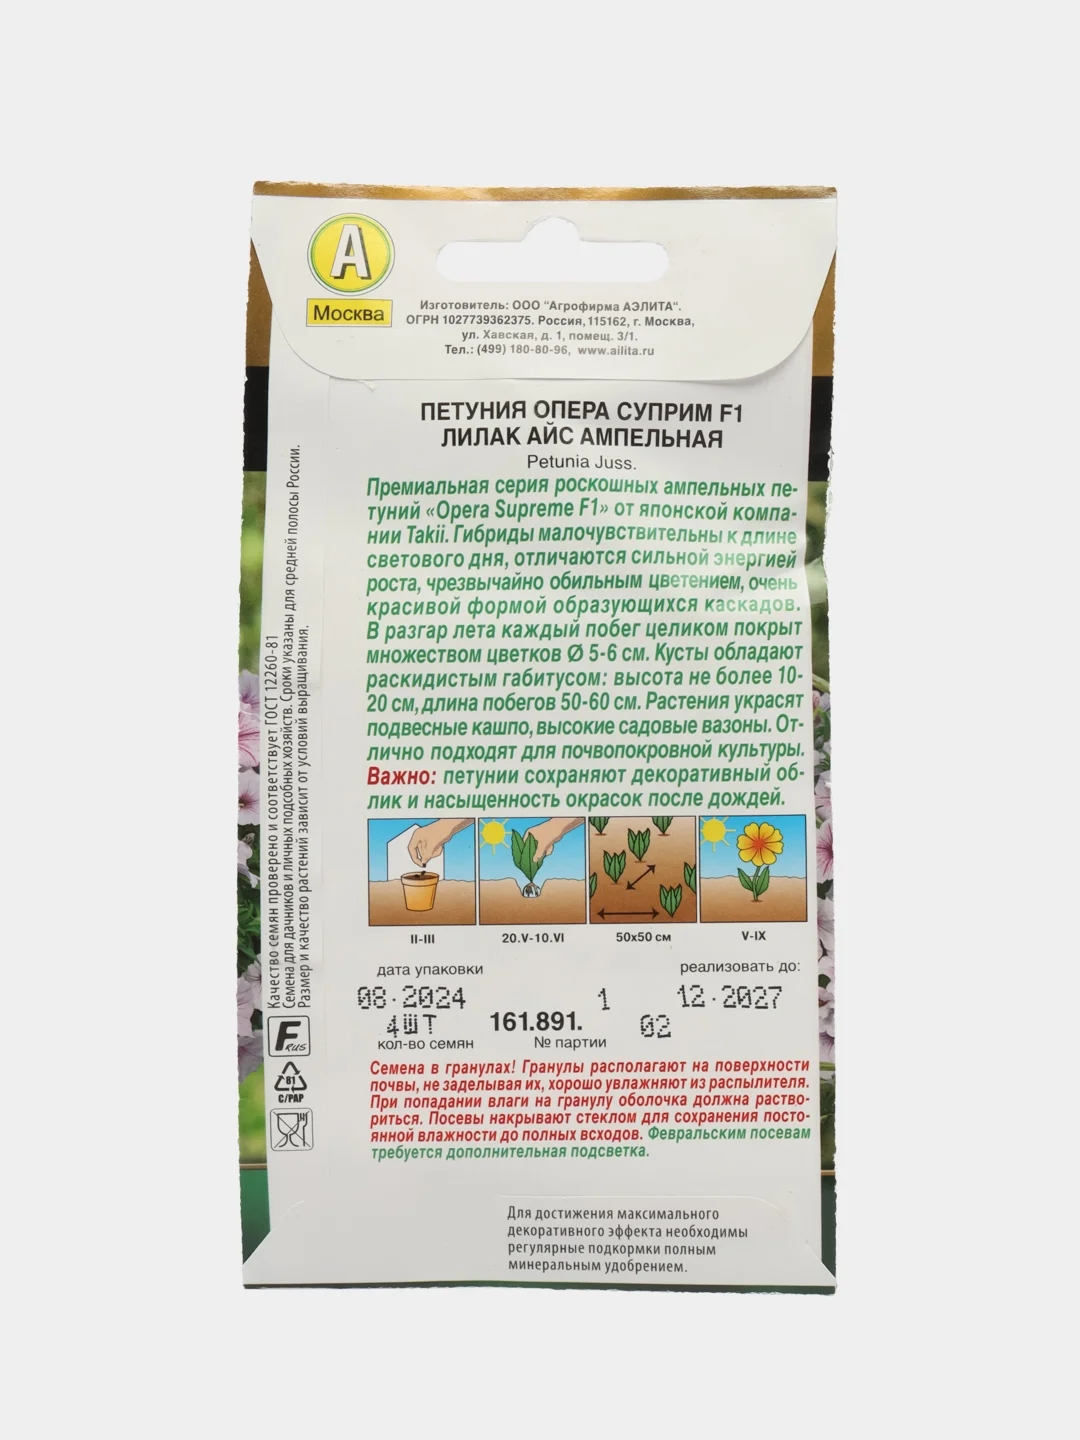 А
Москва
Изготовитель: ООО "Агрофирма АЭЛИТА".
ОГРН 1027739362375. Россия, 115162, г. Москва,
ул. Хавская, д. 1, помещ. 3/1.
Тел.: (499) 180-80-96, www.ailita.ru
ПЕТУНИЯ ОПЕРА СУПРИМ F1
ЛИЛАК АЙС АМПЕЛЬНАЯ
Petunia Juss.
Премиальная серия роскошных ампельных пе-
туний «Opera Supreme F1» от японской компа-
нии Takii. Гибриды малочувствительны к длине
светового дня, отличаются сильной энергией
роста, чрезвычайно обильным цветением, очень
красивой формой образующихся каскадов.
В разгар лета каждый побег целиком покрыт
множеством цветков Ø 5-6 см. Кусты обладают
раскидистым габитусом: высота не более 10-
20 см, длина побегов 50-60 см. Растения украсят
подвесные кашпо, высокие садовые вазоны. От-
лично подходят для почвопокровной культуры.
Важно: петунии сохраняют декоративный об-
лик и насыщенность окрасок после дождей.
II-III
20.V-10.VI
50x50 см
V-IX
дата упаковки
реализовать до:
08.2024
1
12.2027
4ШТ
161.891.
02
кол-во семян
№ партии
Семена в гранулах! Гранулы располагают на поверхности
почвы, не заделывая их, хорошо увлажняют из распылителя.
При попадании влаги на гранулу оболочка должна раство-
риться. Посевы накрывают стеклом для сохранения посто-
янной влажности до полных всходов. Февральским посевам
требуется дополнительная подсветка.
Для достижения максимального
декоративного эффекта необходимы
регулярные подкормки полным
минеральным удобрением.
Качество семян проверено и соответствует ГОСТ 12260-81
Семена для дачников и личных подсобных хозяйств. Сроки указаны для средней полосы России.
Размер и качество растений зависит от условий выращивания.
F RUS
81
C/PAP